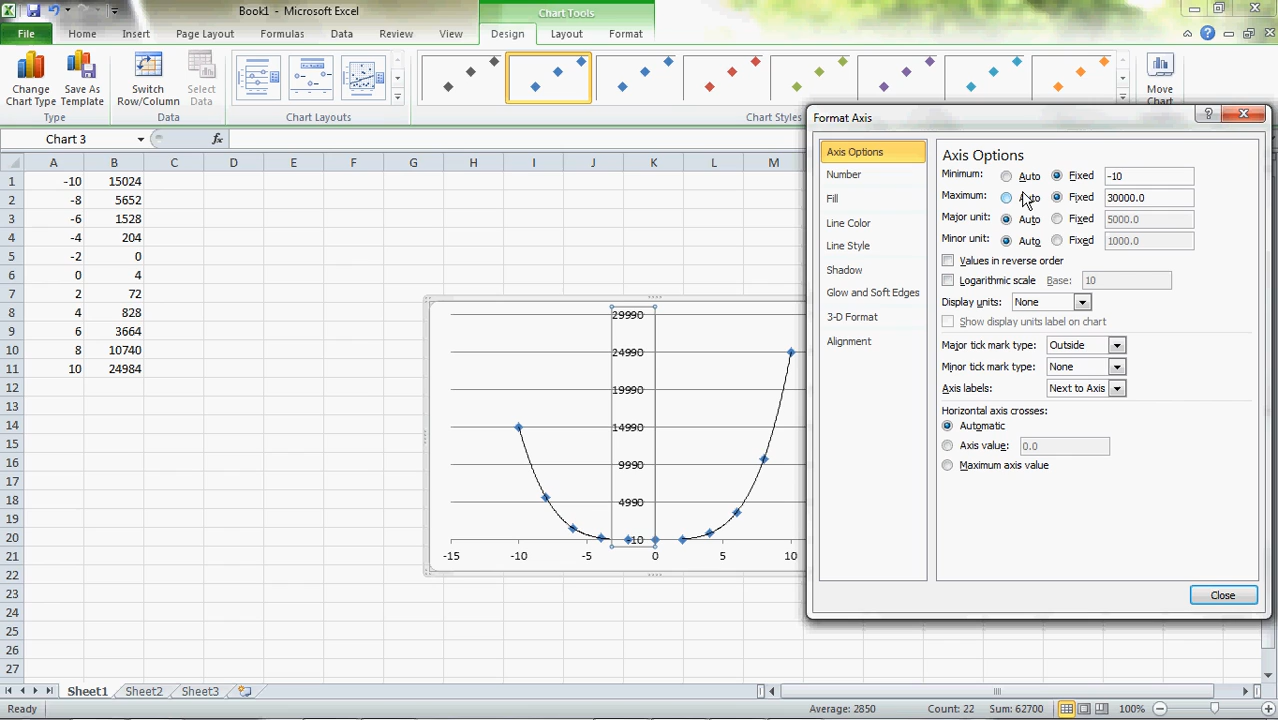 Book1 - Microsoft Excel
Chart Tools
File Home Insert Page Layout Formulas Data Review View Design Layout Format
Change
Chart Type
Save As
Template
Switch
Row/Column
Select
Data
Move
Chart
Type
Data
Chart Layouts
Chart Styles
Chart 3
fx
A B C D E F G H I J K L M
1 -10 15024
2 -8 5652
3 -6 1528
4 -4 204
5 -2 0
6 0 4
7 2 72
8 4 828
9 6 3664
10 8 10740
11 10 24984
12
13
14
15
16
17
18
19
20
21
22
23
24
25
26
27
29990
24990
19990
14990
9990
4990
-10
-15 -10 -5 0 5 10
Format Axis
Axis Options
Number
Fill
Line Color
Line Style
Shadow
Glow and Soft Edges
3-D Format
Alignment
Axis Options
Minimum: Auto Fixed -10
Maximum: Auto Fixed 30000.0
Major unit: Auto Fixed 5000.0
Minor unit: Auto Fixed 1000.0
Values in reverse order
Logarithmic scale Base: 10
Display units: None
Show display units label on chart
Major tick mark type: Outside
Minor tick mark type: None
Axis labels: Next to Axis
Horizontal axis crosses:
Automatic
Axis value: 0.0
Maximum axis value
Close
Sheet1 Sheet2 Sheet3
Ready Average: 2850 Count: 22 Sum: 62700 100%